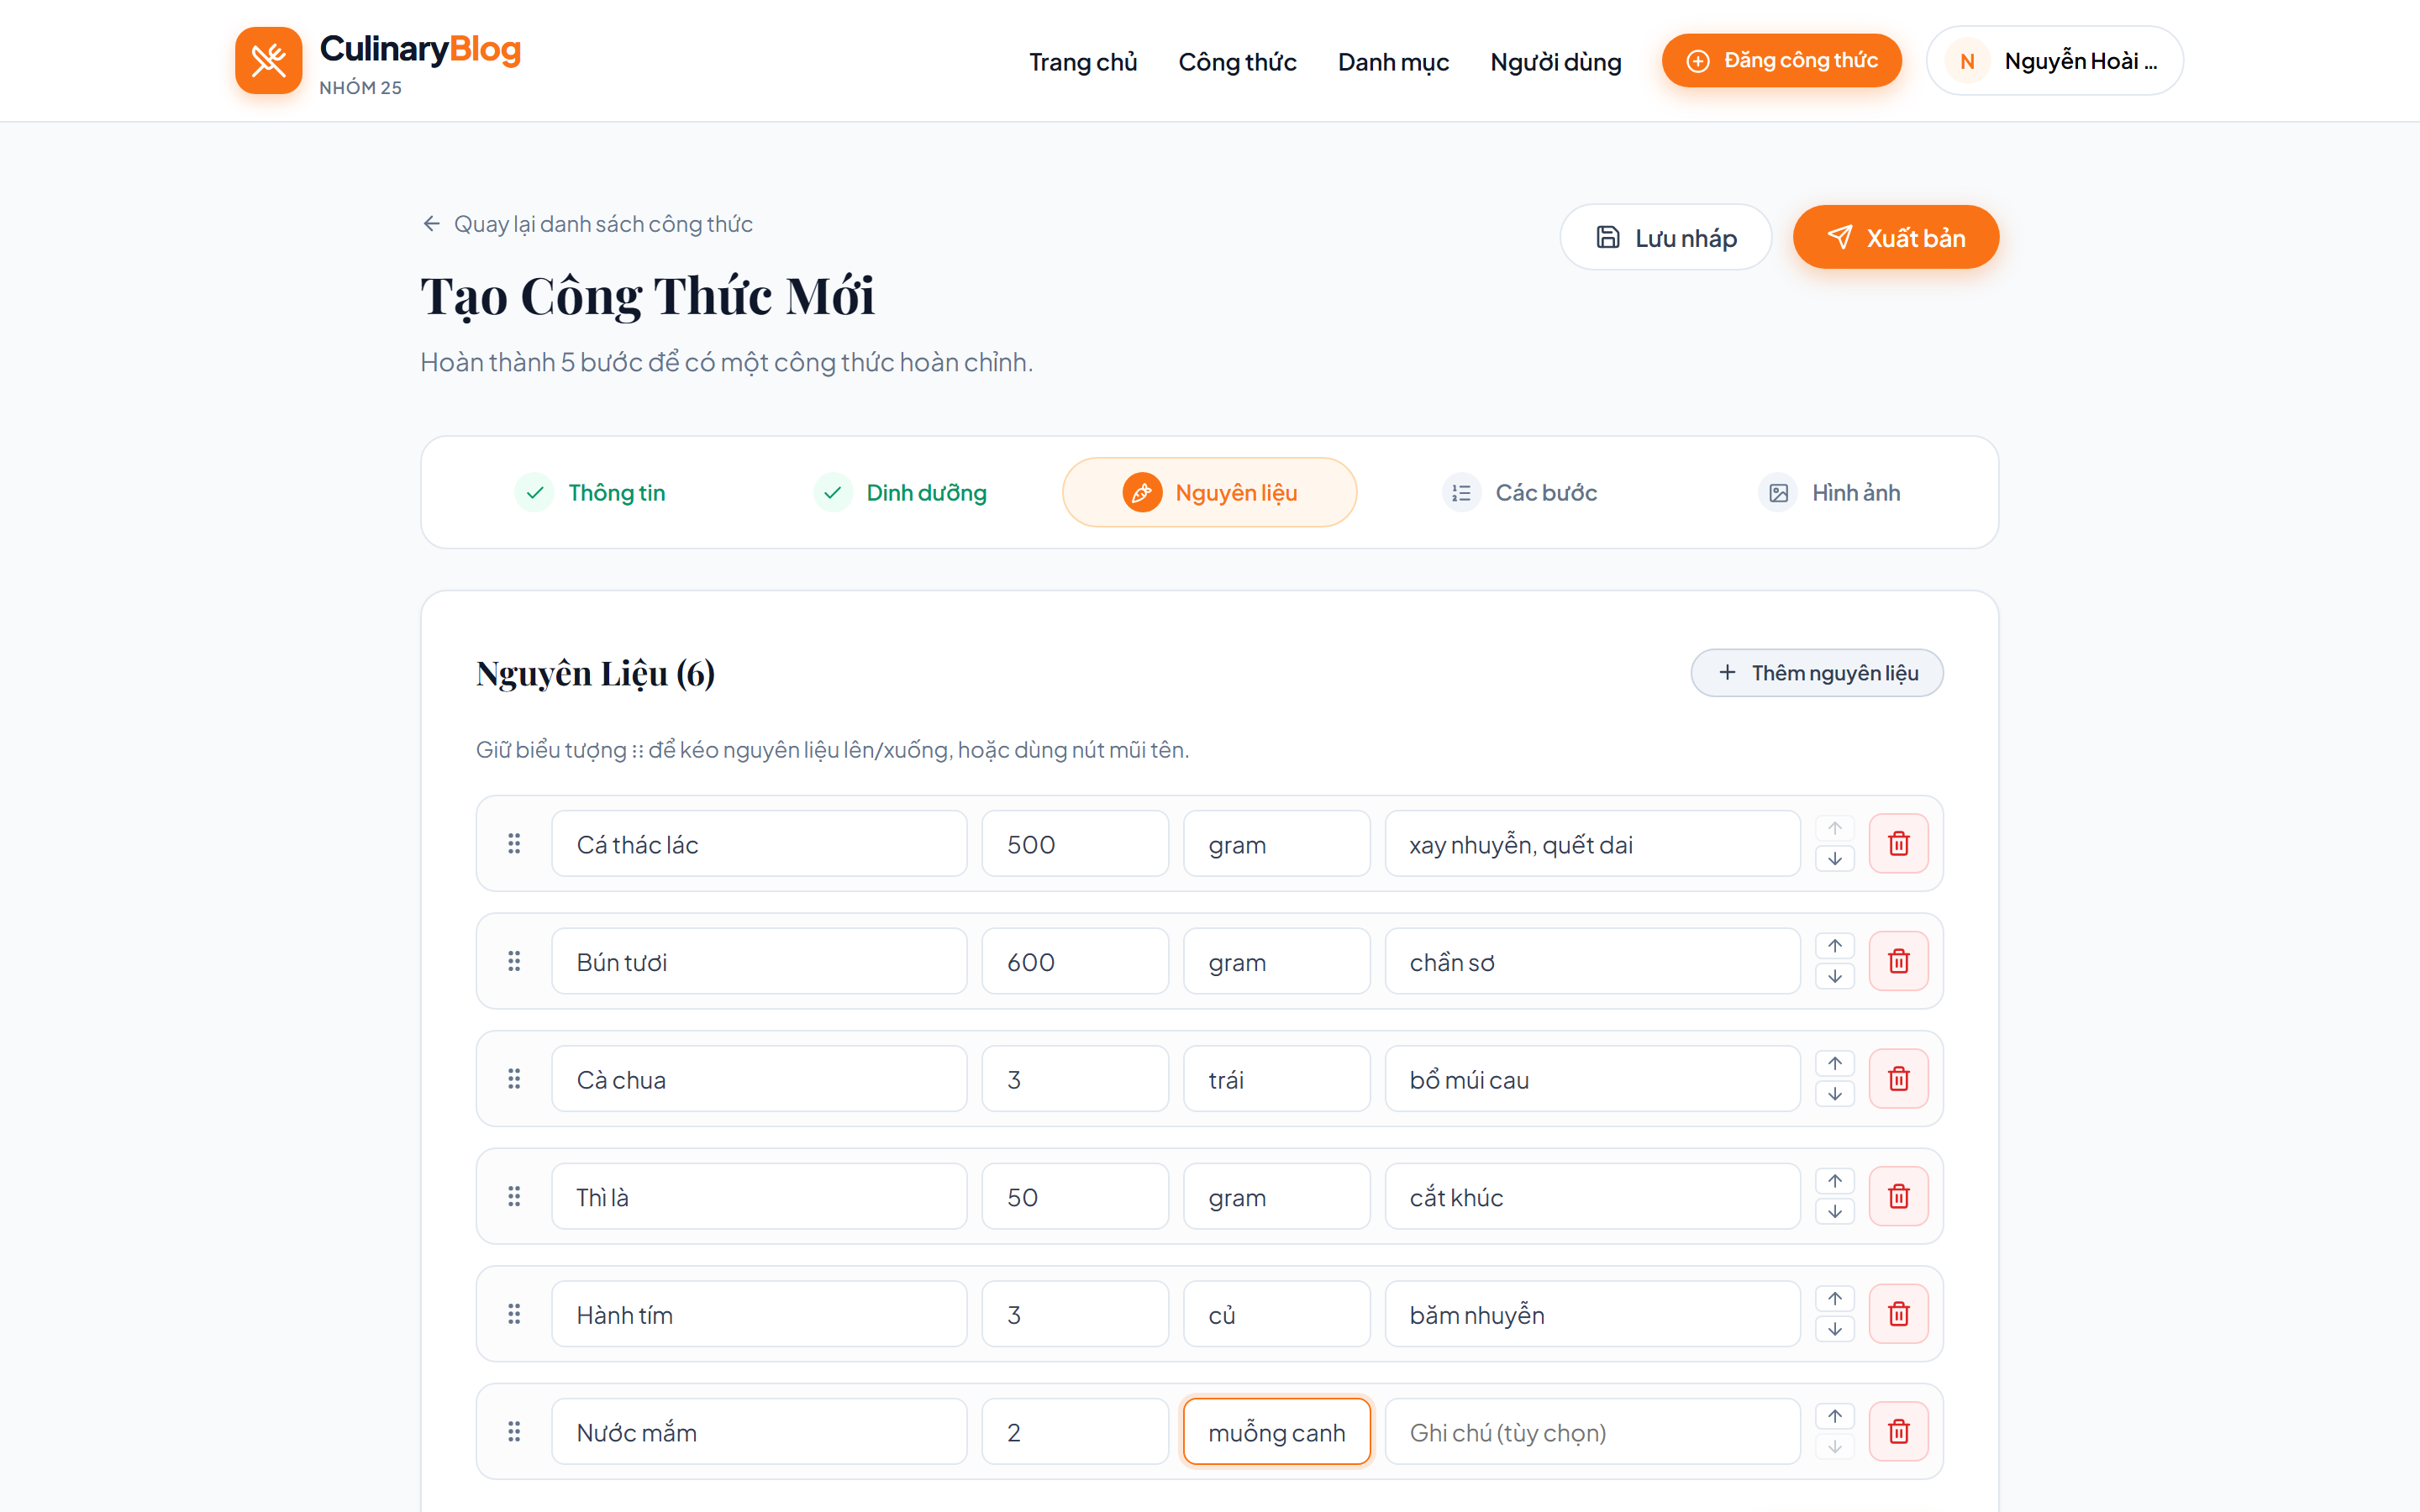 CulinaryBlog
NHÓM 25
Trang chủ Công thức Danh mục Người dùng Đăng công thức N Nguyễn Hoài ...
Quay lại danh sách công thức
Lưu nháp Xuất bản
Tạo Công Thức Mới
Hoàn thành 5 bước để có một công thức hoàn chỉnh.
Thông tin Dinh dưỡng Nguyên liệu Các bước Hình ảnh
Nguyên Liệu (6)
Thêm nguyên liệu
Giữ biểu tượng ⠿ để kéo nguyên liệu lên/xuống, hoặc dùng nút mũi tên.
Cá thác lác 500 gram xay nhuyễn, quết dai
Bún tươi 600 gram chần sơ
Cà chua 3 trái bổ múi cau
Thì là 50 gram cắt khúc
Hành tím 3 củ băm nhuyễn
Nước mắm 2 muỗng canh Ghi chú (tùy chọn)